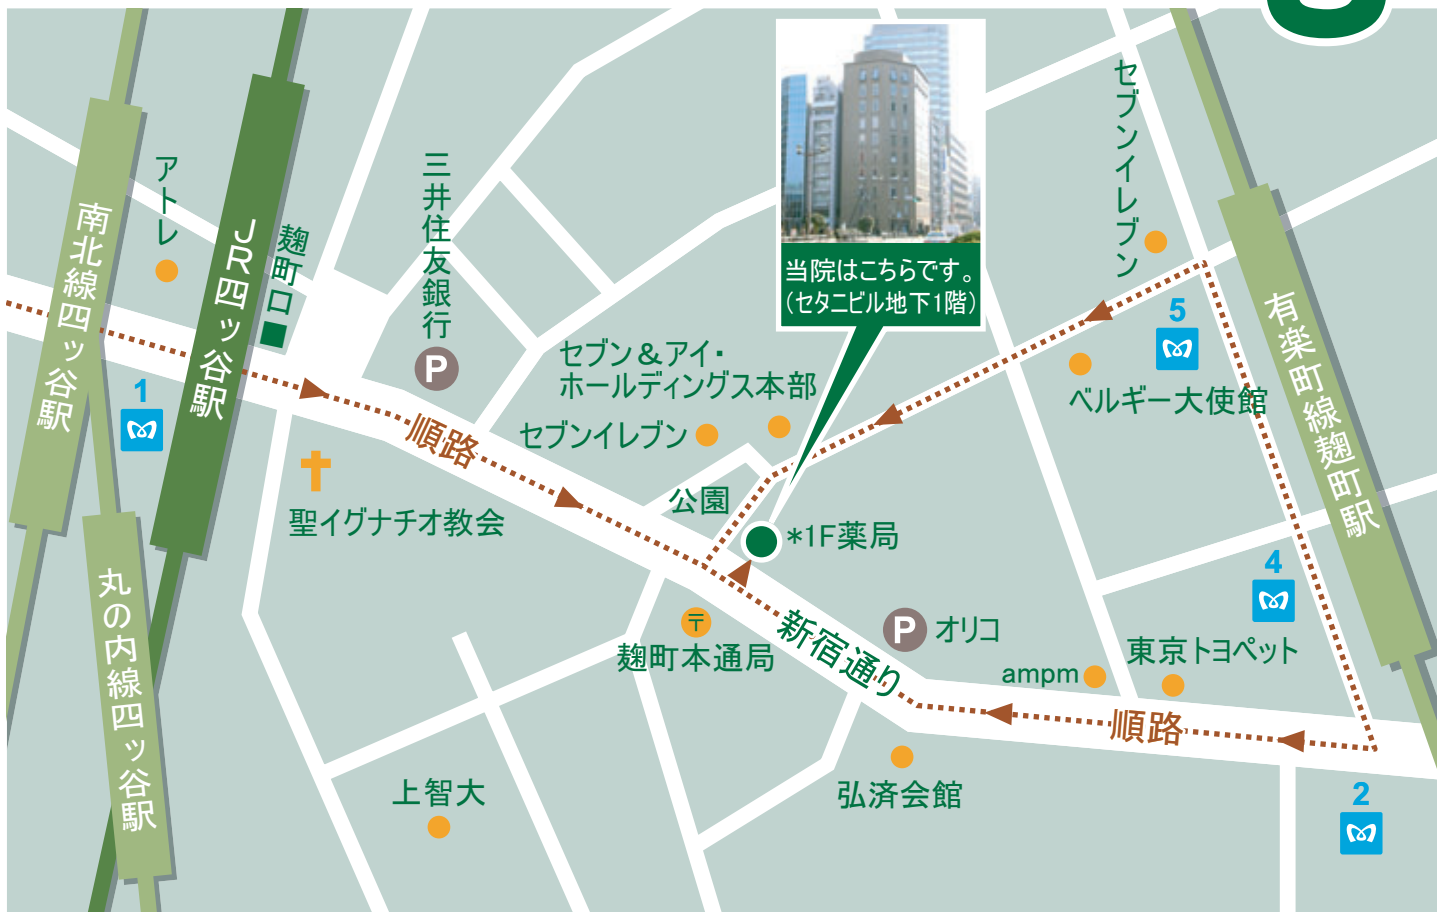 南北線四ッ谷駅
アトレ
JR四ッ谷駅
麹町口
三井住友銀行
P
1
丸の内線四ッ谷駅
聖イグナチオ教会
順路
セブン&アイ・
ホールディングス本部
セブンイレブン
公園
当院はこちらです。
(セタニビル地下1階)
*1F薬局
セブンイレブン
5
ベルギー大使館
有楽町線麹町駅
4
〒
麹町本通局
新宿通り
P
オリコ
ampm
東京トヨペット
順路
上智大
弘済会館
2